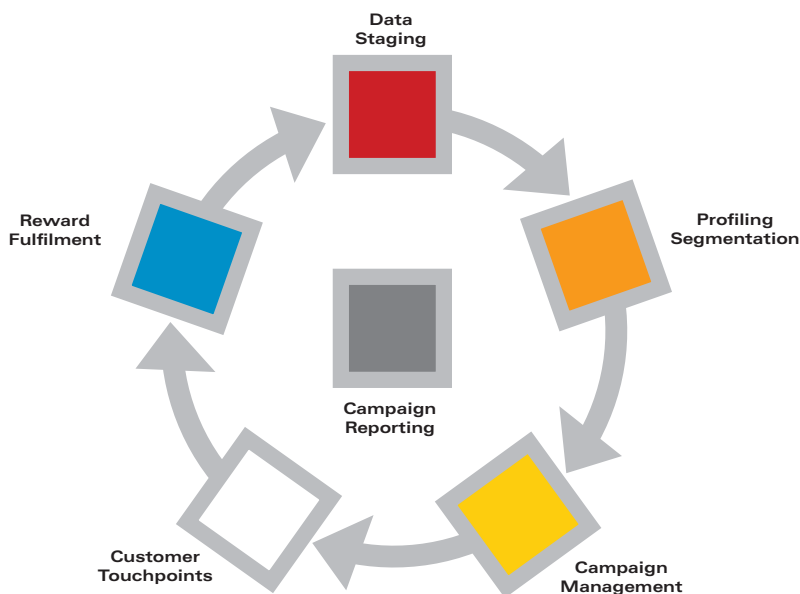 Data
Staging
Profiling
Segmentation
Reward
Fulfilment
Campaign
Reporting
Customer
Touchpoints
Campaign
Management